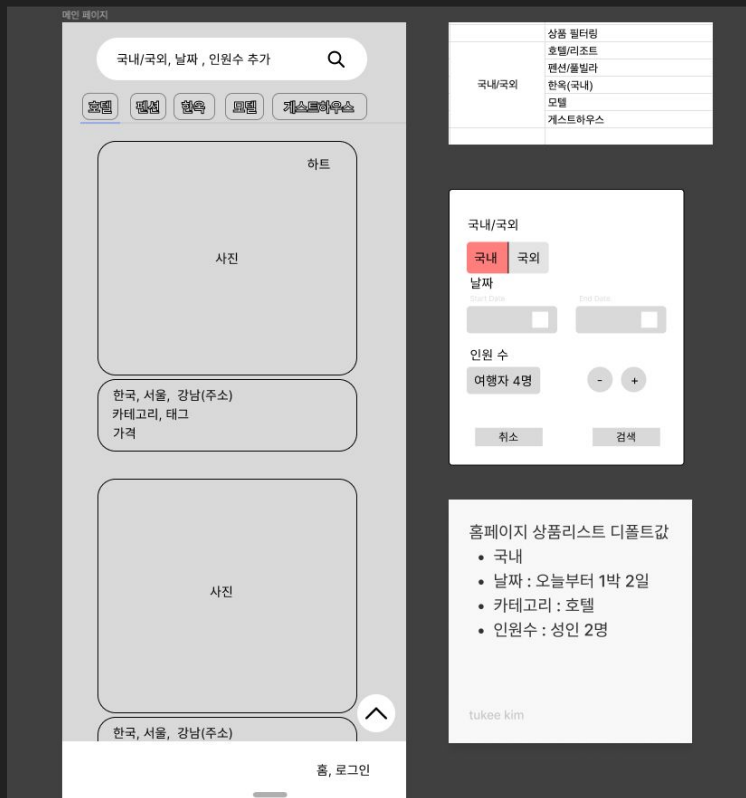 메인 페이지
국내/국외, 날짜 , 인원수 추가
호텔
펜션
한옥
모텔
게스트하우스
하트
사진
한국, 서울, 강남(주소)
카테고리, 태그
가격
사진
한국, 서울, 강남(주소)
홈, 로그인
상품 필터링
국내/국외
호텔/리조트
펜션/풀빌라
한옥(국내)
모텔
게스트하우스
국내/국외
국내 국외
날짜
Start Date End Date
인원 수
여행자 4명 - +
취소 검색
홈페이지 상품리스트 디폴트값
• 국내
• 날짜 : 오늘부터 1박 2일
• 카테고리 : 호텔
• 인원수 : 성인 2명
tukee kim